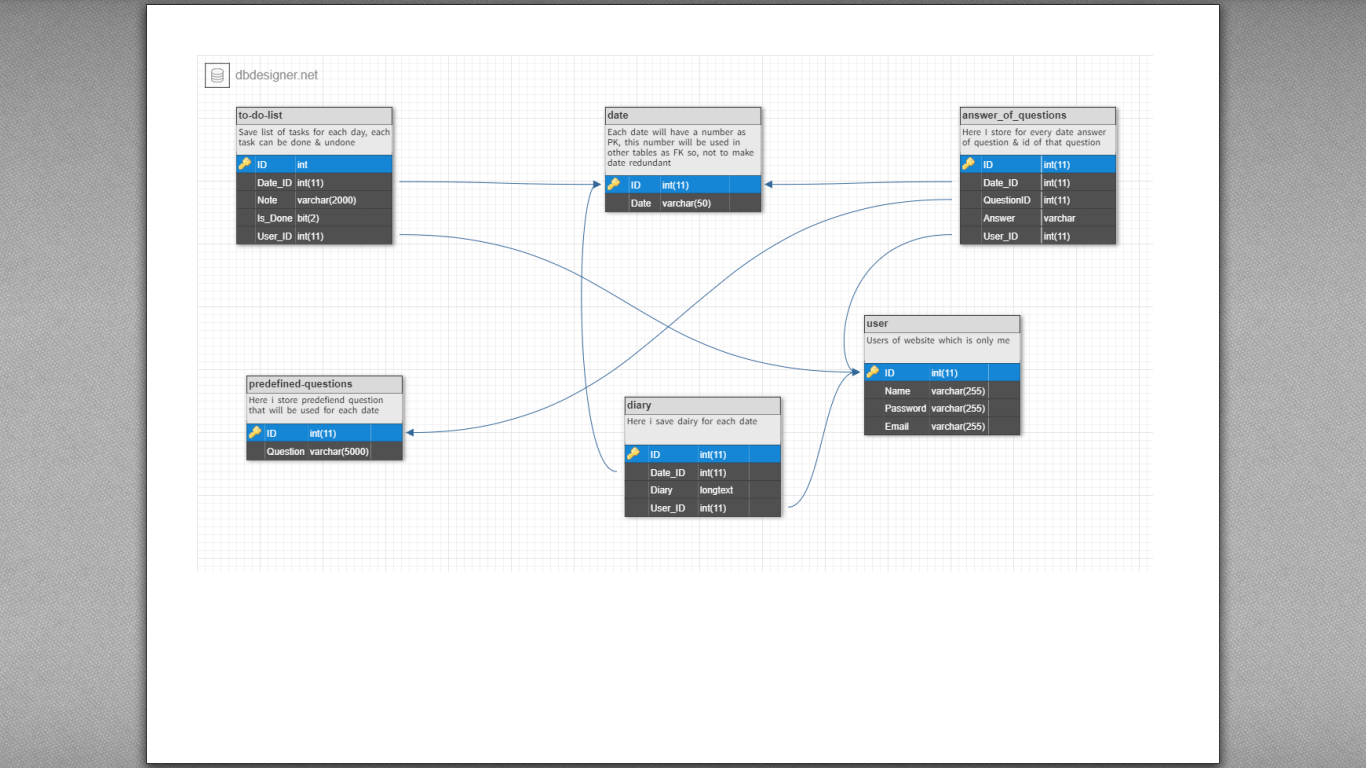 dbdesigner.net
to-do-list
Save list of tasks for each day, each
task can be done & undone
ID int
Date_ID int(11)
Note varchar(2000)
Is_Done bit(2)
User_ID int(11)
date
Each date will have a number as
PK, this number will be used in
other tables as FK so, not to make
date redundant
ID int(11)
Date varchar(50)
answer_of_questions
Here I store for every date answer
of question & id of that question
ID int(11)
Date_ID int(11)
QuestionID int(11)
Answer varchar
User_ID int(11)
user
Users of website which is only me
ID int(11)
Name varchar(255)
Password varchar(255)
Email varchar(255)
predefined-questions
Here i store predefiend question
that will be used for each date
ID int(11)
Question varchar(5000)
diary
Here i save dairy for each date
ID int(11)
Date_ID int(11)
Diary longtext
User_ID int(11)